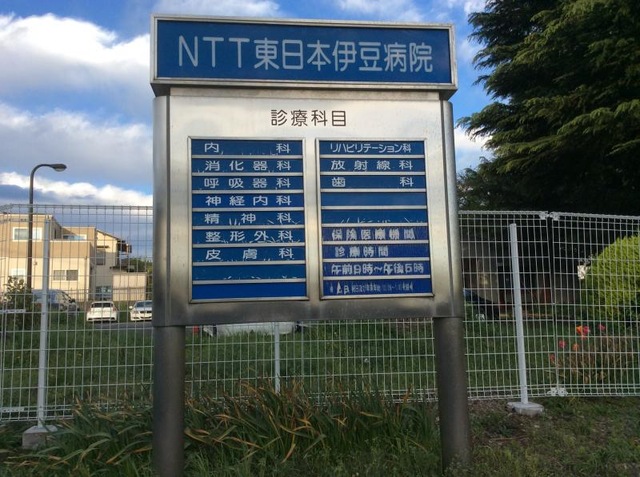 NTT東日本伊豆病院
診療科目
内科
消化器科
呼吸器科
神経内科
精神科
整形外科
皮膚科
リハビリテーション科
放射線科
歯科
保険医療機関
診療時間
午前9時〜午後5時